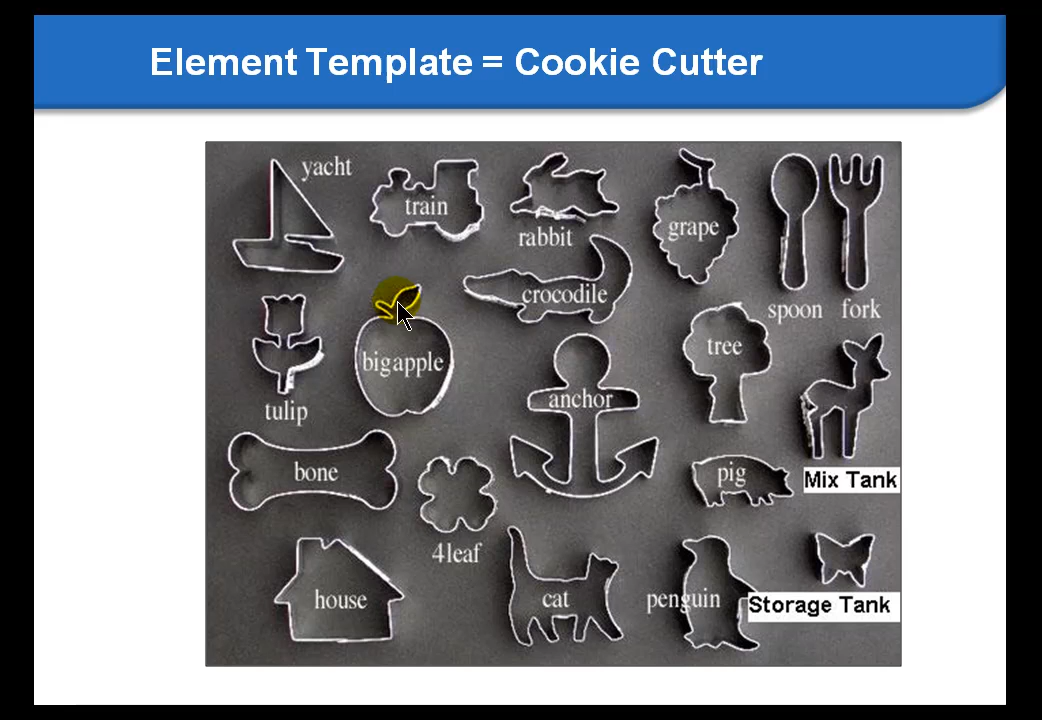 Element Template = Cookie Cutter
yacht
train
rabbit
grape
spoon
fork
crocodile
tulip
bigapple
anchor
tree
Mix Tank
bone
4leaf
pig
house
cat
penguin
Storage Tank